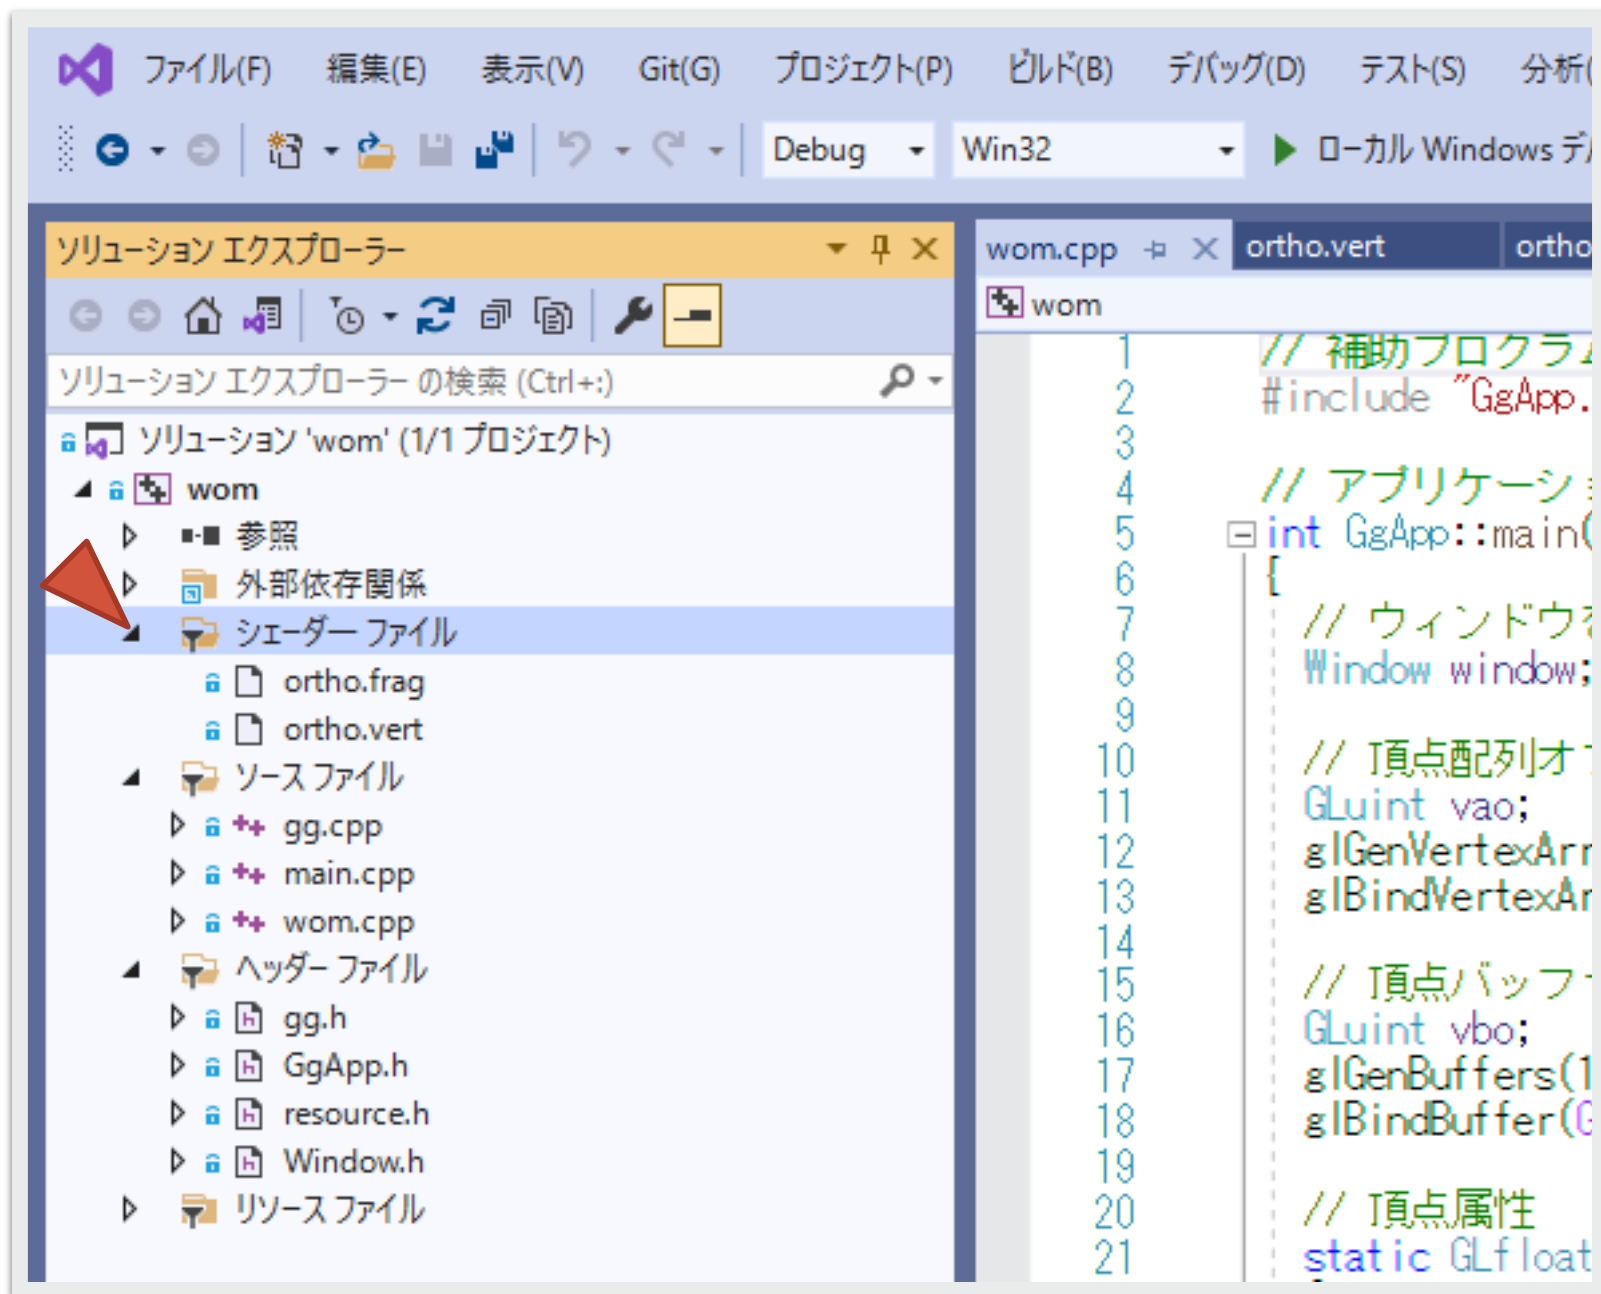 ファイル(F) 編集(E) 表示(V) Git(G) プロジェクト(P) ビルド(B) デバッグ(D) テスト(S) 分析(
Debug Win32 ローカル Windows デ
ソリューション エクスプローラー
ソリューション エクスプローラー の検索 (Ctrl+:)
ソリューション 'wom' (1/1 プロジェクト)
wom
参照
外部依存関係
シェーダー ファイル
ortho.frag
ortho.vert
ソース ファイル
gg.cpp
main.cpp
wom.cpp
ヘッダー ファイル
gg.h
GgApp.h
resource.h
Window.h
リソース ファイル
wom.cpp ortho.vert ortho
wom
1 // 補助プログラム
2 #include "GgApp.
3
4 // アプリケーショ
5 int GgApp::main(
6 {
7 // ウィンドウを
8 Window window;
9
10 // 頂点配列オブ
11 GLuint vao;
12 glGenVertexArr
13 glBindVertexAr
14
15 // 頂点バッファ
16 GLuint vbo;
17 glGenBuffers(1
18 glBindBuffer(G
19
20 // 頂点属性
21 static GLfloat